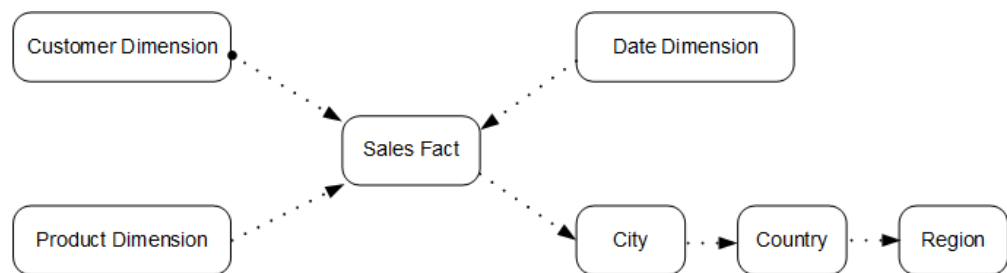 Customer Dimension
Date Dimension
Sales Fact
Product Dimension
City
Country
Region